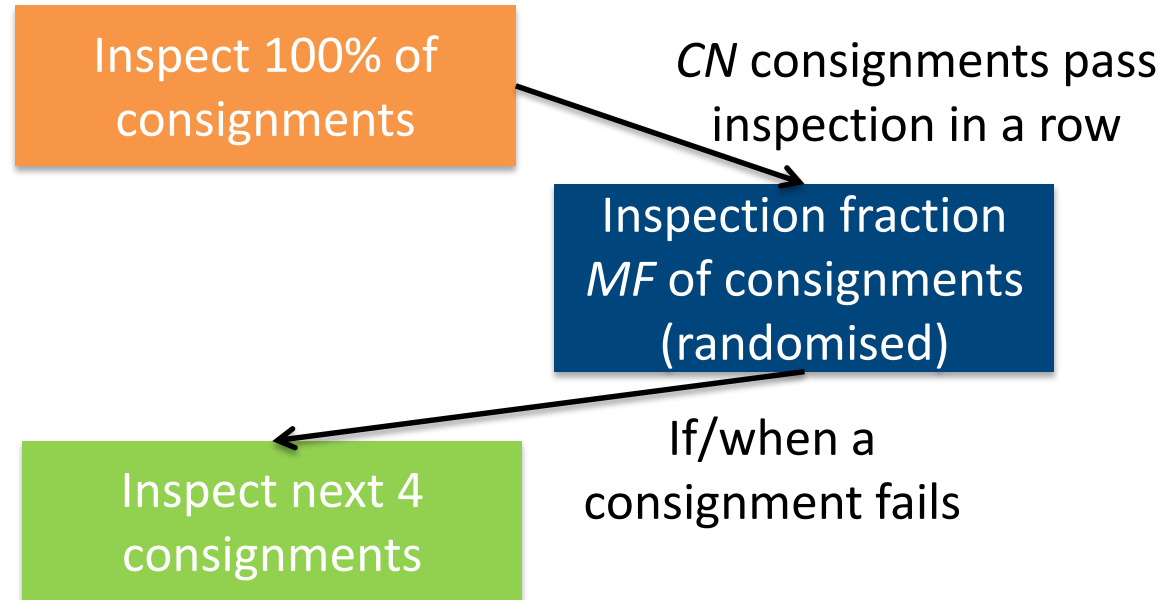 Inspect 100% of
consignments
CN consignments pass
inspection in a row
Inspection fraction
MF of consignments
(randomised)
If/when a
consignment fails
Inspect next 4
consignments